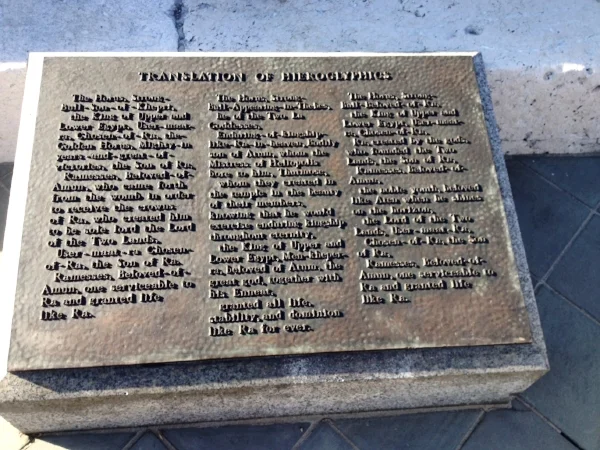 TRANSLATION OF HIEROGLYPHICS
The Horus, Strong-
Bull-Son-of-Khepri,
the King of Upper and
Lower Egypt, User-maat-
re, Chosen-of-Ra, the
Golden Horus, Mighty-in
years-and-great-of-
victories, the Son of Ra,
Ramesses, Beloved-of-
Amun, who came forth
from the womb in order
to receive the crowns
of Ra, who created him
to be sole lord the Lord
of the Two Lands,
User-maat-re Chosen-
of-Ra, the Son of Ra,
Ramesses, Beloved-of-
Amun, one serviceable to
Ra and granted life
like Ra.
The Horus, Strong-
Bull-Appearing-in-Thebes,
he of the Two
Goddesses,
Enduring-of-kingship-
like-Ra-in-heaven, bodily
son of Amun, whom the
Mistress of Heliopolis
bore to him, Thutmose,
whom they created in
the temple in the beauty
of their members,
knowing that he would
exercise enduring kingship
throughout eternity,
the King of Upper and
Lower Egypt, Men-kheper-
re, beloved of Amun, the
great god, together with
his Ennead,
granted all life,
stability, and dominion
like Ra for ever.
The Horus, Strong-
Bull-Beloved-of-Ra,
the King of Upper and
Lower Egypt, User-maat-
re, Chosen-of-Ra,
Ra, created by the gods,
who founded the Two
Lands, the Son of Ra,
Ramesses, Beloved-of-
Amun,
the noble youth, beloved
like Aten when he shines
on the horizon,
the Lord of the Two
Lands, User-maat-Ra,
Chosen-of-Ra, the Son
of Ra,
Ramesses, Beloved-of-
Amun, one serviceable to
Ra and granted life
like Ra.